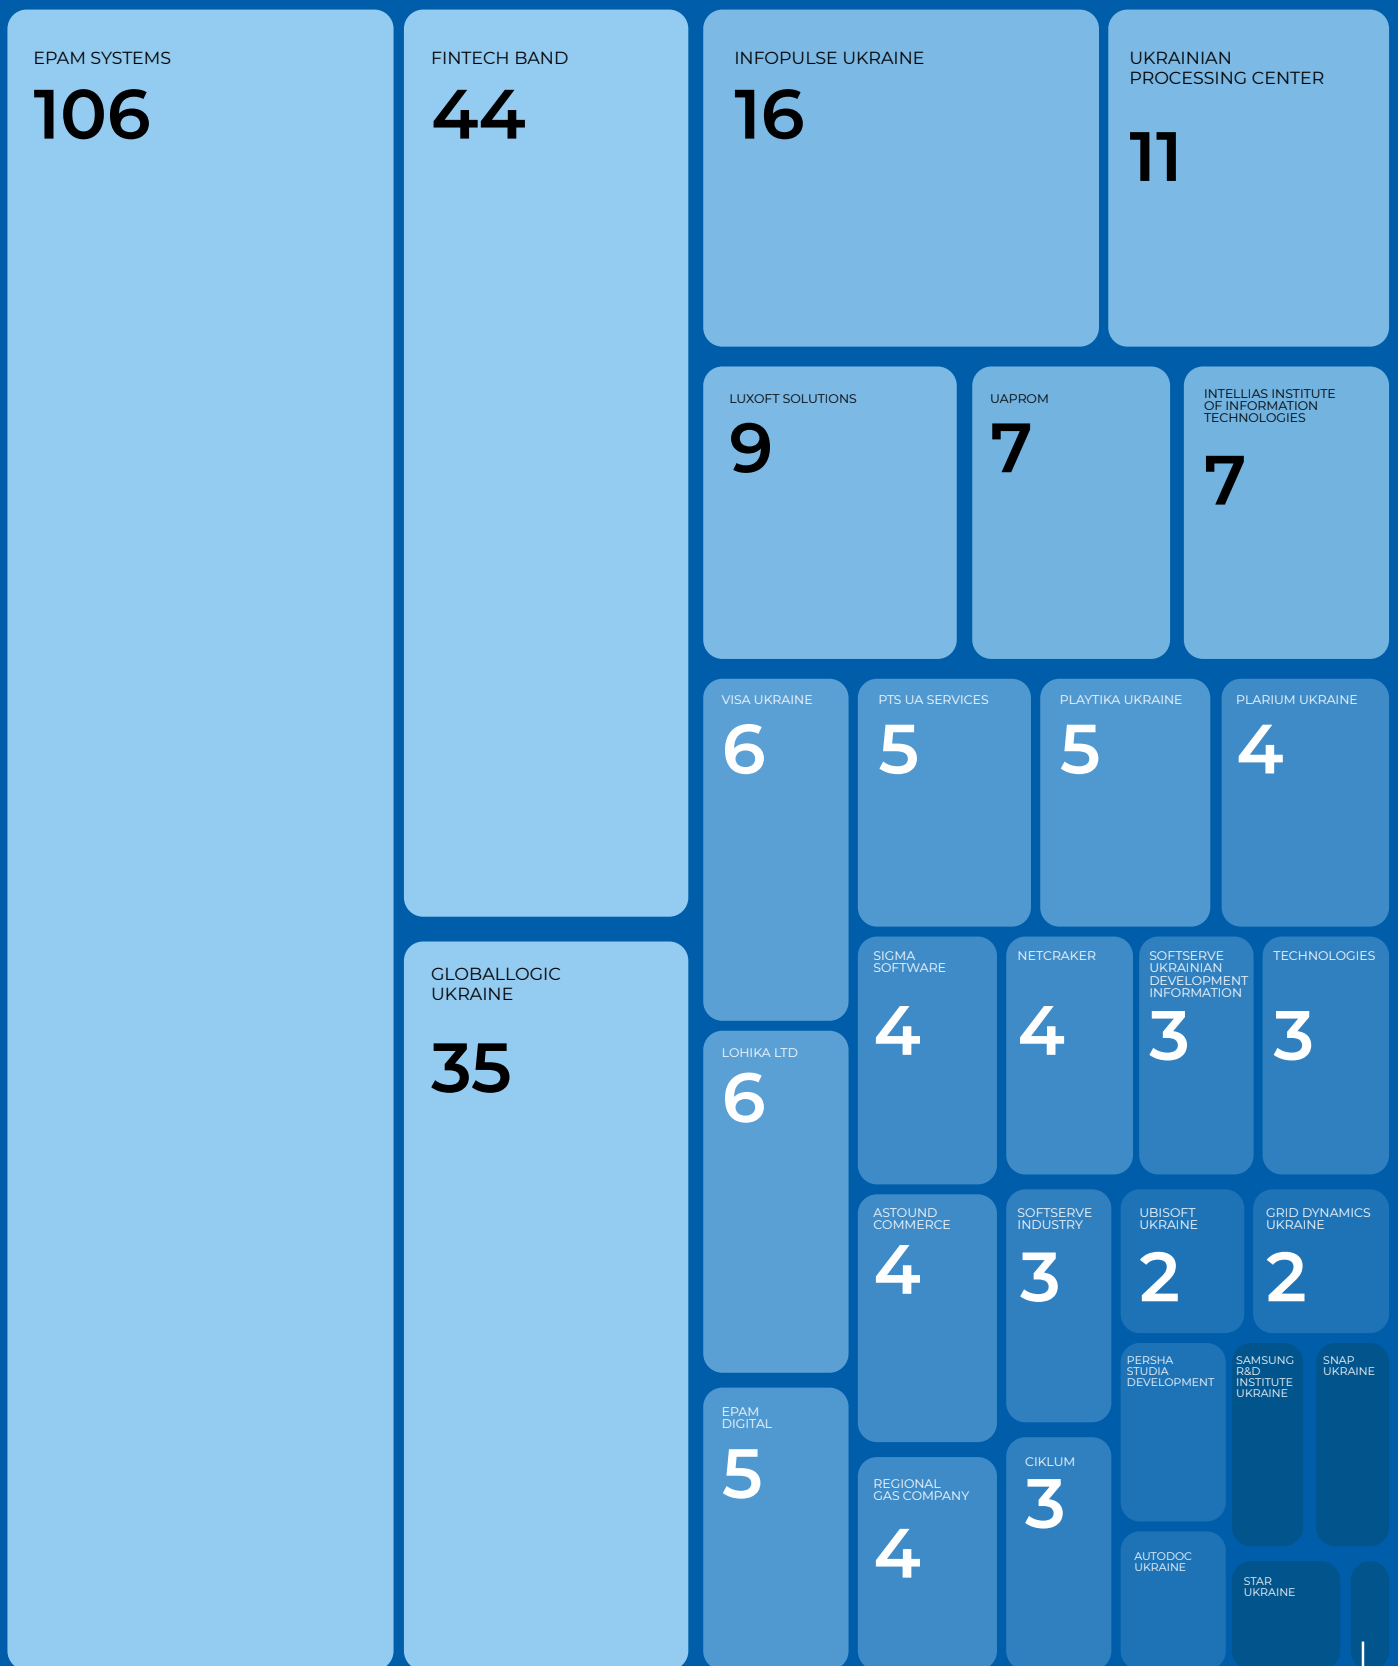 EPAM SYSTEMS
106
FINTECH BAND
44
INFOPULSE UKRAINE
16
UKRAINIAN
PROCESSING CENTER
11
LUXOFT SOLUTIONS
9
UAPROM
7
INTELLIAS INSTITUTE
OF INFORMATION
TECHNOLOGIES
7
VISA UKRAINE
6
PTS UA SERVICES
5
PLAYTIKA UKRAINE
5
PLARIUM UKRAINE
4
GLOBALLOGIC
UKRAINE
35
SIGMA
SOFTWARE
4
NETCRAKER
4
SOFTSERVE
UKRAINIAN
DEVELOPMENT
INFORMATION
3
TECHNOLOGIES
3
LOHIKA LTD
6
ASTOUND
COMMERCE
4
SOFTSERVE
INDUSTRY
3
UBISOFT
UKRAINE
2
GRID DYNAMICS
UKRAINE
2
PERSHA
STUDIA
DEVELOPMENT
SAMSUNG
R&D
INSTITUTE
UKRAINE
SNAP
UKRAINE
EPAM
DIGITAL
5
REGIONAL
GAS COMPANY
4
CIKLUM
3
AUTODOC
UKRAINE
STAR
UKRAINE